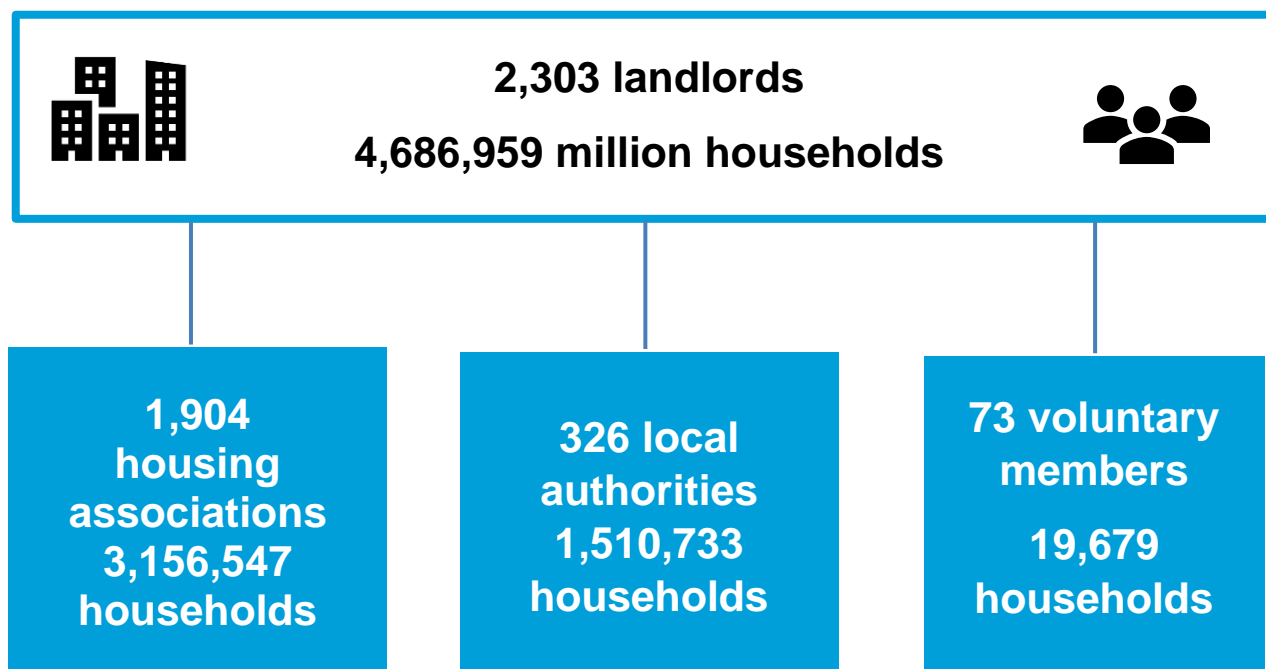 2,303 landlords
4,686,959 million households
1,904
housing
associations
3,156,547
households
326 local
authorities
1,510,733
households
73 voluntary
members
19,679
households